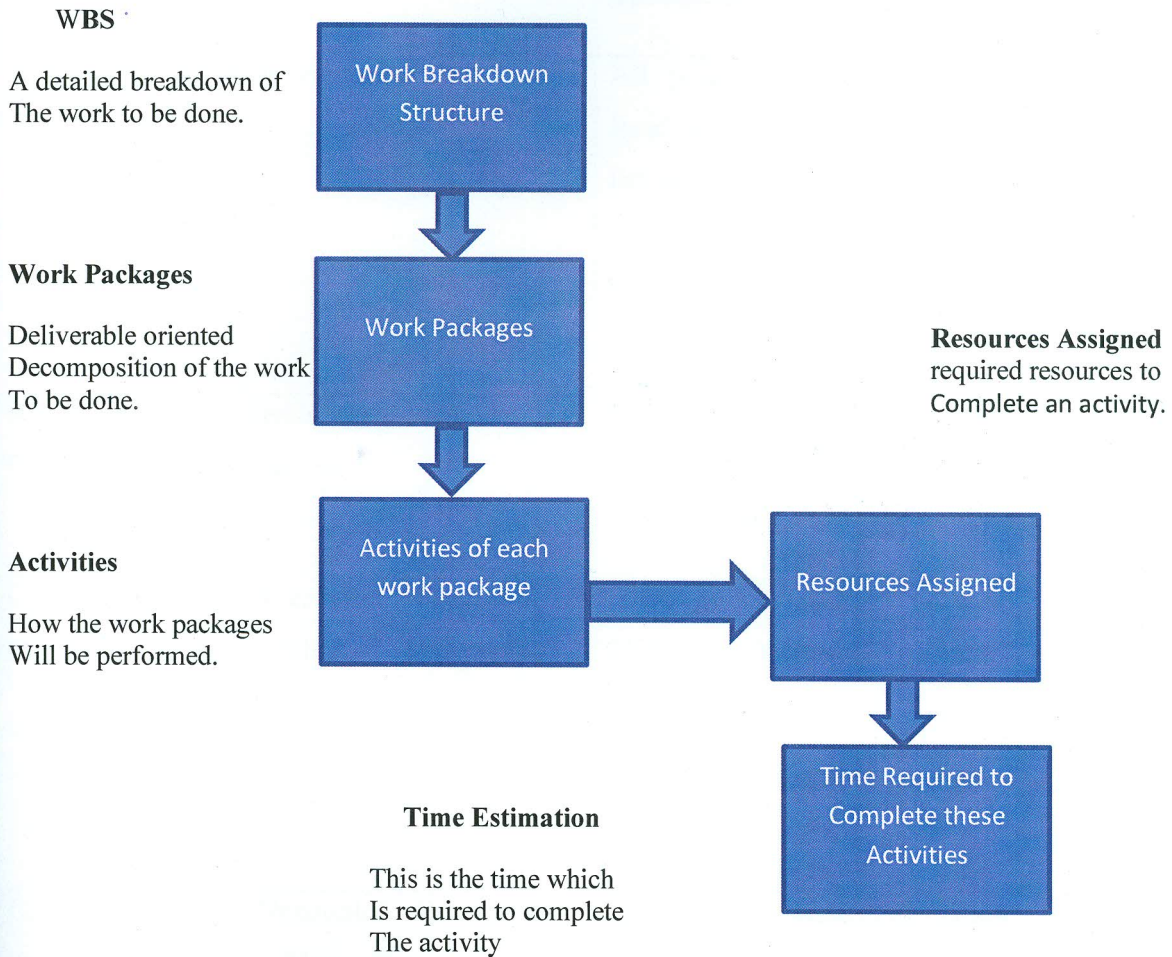 WBS
A detailed breakdown of
The work to be done.
Work Breakdown
Structure
Work Packages
Deliverable oriented
Decomposition of the work
To be done.
Work Packages
Resources Assigned
required resources to
Complete an activity.
Activities
How the work packages
Will be performed.
Activities of each
work package
Resources Assigned
Time Estimation
This is the time which
Is required to complete
The activity
Time Required to
Complete these
Activities